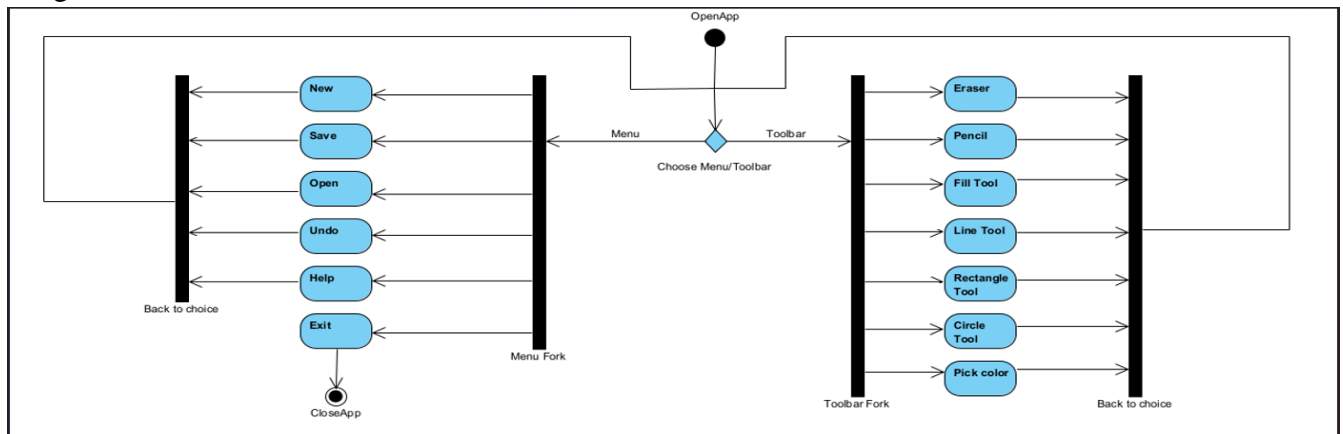 OpenApp
New
Save
Open
Undo
Help
Exit
Back to choice
CloseApp
Menu Fork
Menu
Toolbar
Choose Menu/Toolbar
Eraser
Pencil
Fill Tool
Line Tool
Rectangle
Tool
Circle
Tool
Pick color
Toolbar Fork
Back to choice